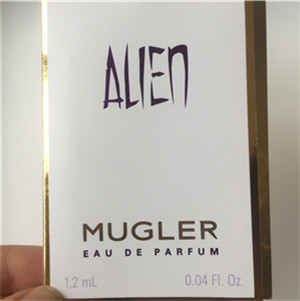 ALIEN
MUGLER
EAU DE PARFUM
1,2 mL 0.04 Fl. Oz.